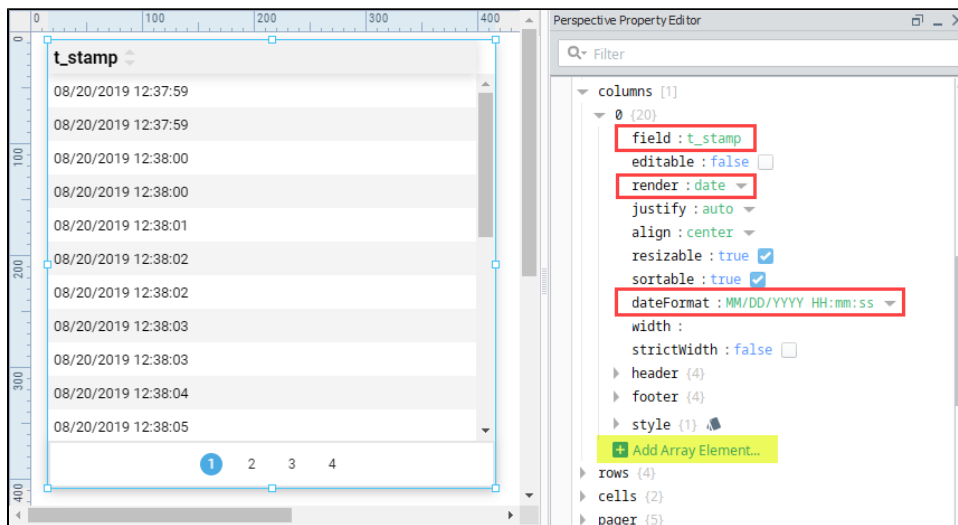 0 100 200 300 400
0
100
200
300
400
t_stamp
08/20/2019 12:37:59
08/20/2019 12:37:59
08/20/2019 12:38:00
08/20/2019 12:38:00
08/20/2019 12:38:01
08/20/2019 12:38:02
08/20/2019 12:38:02
08/20/2019 12:38:03
08/20/2019 12:38:03
08/20/2019 12:38:04
08/20/2019 12:38:05
1 2 3 4
Perspective Property Editor
Filter
columns [1]
0 {20}
field : t_stamp
editable : false
render : date
justify : auto
align : center
resizable : true
sortable : true
dateFormat : MM/DD/YYYY HH:mm:ss
width :
strictWidth : false
header {4}
footer {4}
style {1}
Add Array Element...
rows {4}
cells {2}
pager {5}